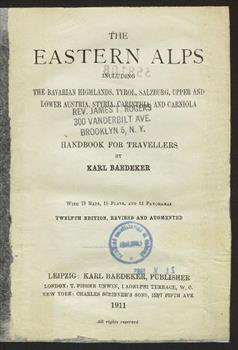 THE
EASTERN ALPS
INCLUDING
THE BAVARIAN HIGHLANDS, TYROL, SALZBURG, UPPER AND
LOWER AUSTRIA, STYRIA, CARINTHIA AND CARNIOLA
REV. JAMES T. ROGERS
300 VANDERBILT AVE.
BROOKLYN 5, N. Y.
HANDBOOK FOR TRAVELLERS
BY
KARL BAEDEKER
WITH 73 MAPS, 16 PLANS, AND 11 PANORAMAS
TWELFTH EDITION, REVISED AND AUGMENTED
LEIPZIG: KARL BAEDEKER, PUBLISHER
LONDON: T. FISHER UNWIN, 1 ADELPHI TERRACE, W. C.
NEW YORK: CHARLES SCRIBNER'S SONS, 153/7 FIFTH AVE.
1911
All rights reserved